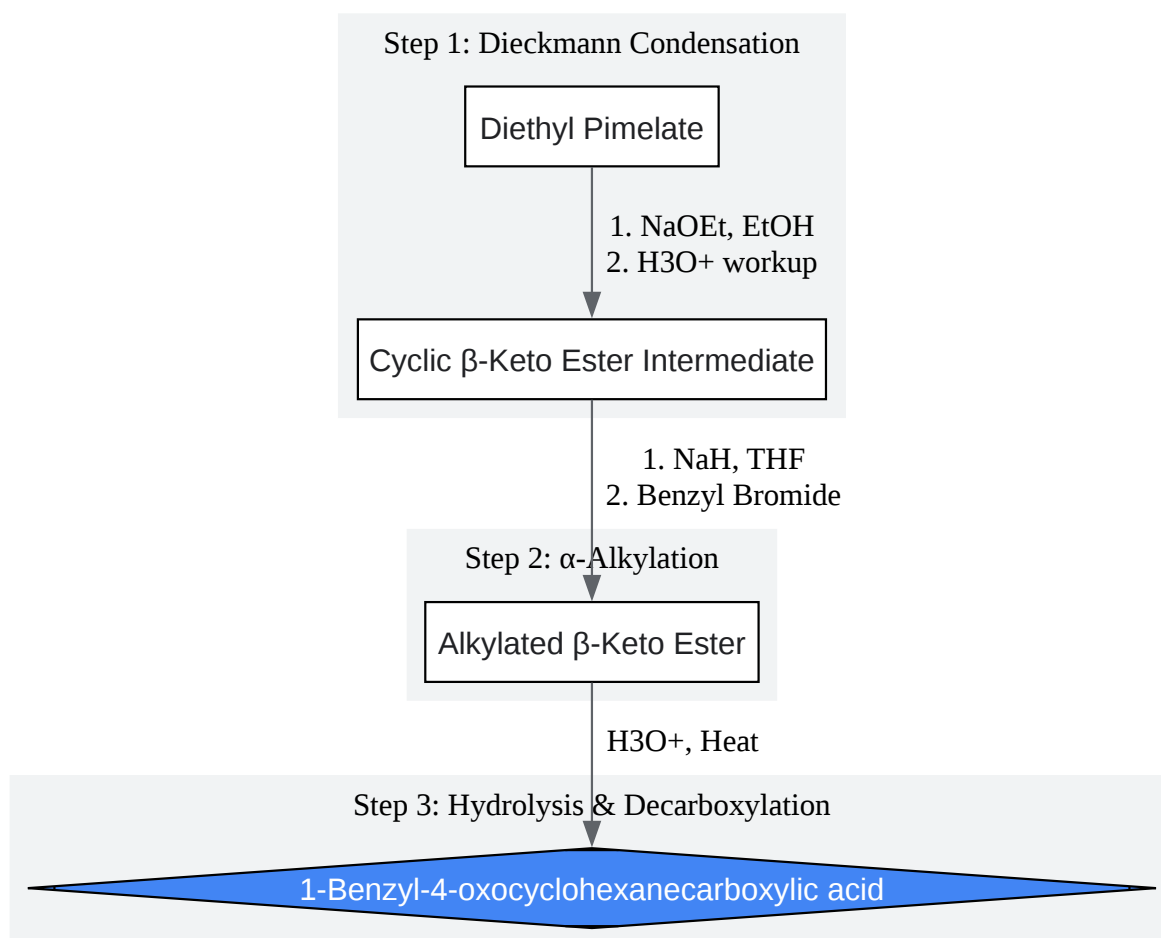 Step 1: Dieckmann Condensation
Diethyl Pimelate
1. NaOEt, EtOH
2. H3O+ workup
Cyclic β-Keto Ester Intermediate
1. NaH, THF
2. Benzyl Bromide
Step 2: α-Alkylation
Alkylated β-Keto Ester
H3O+, Heat
Step 3: Hydrolysis & Decarboxylation
1-Benzyl-4-oxocyclohexanecarboxylic acid